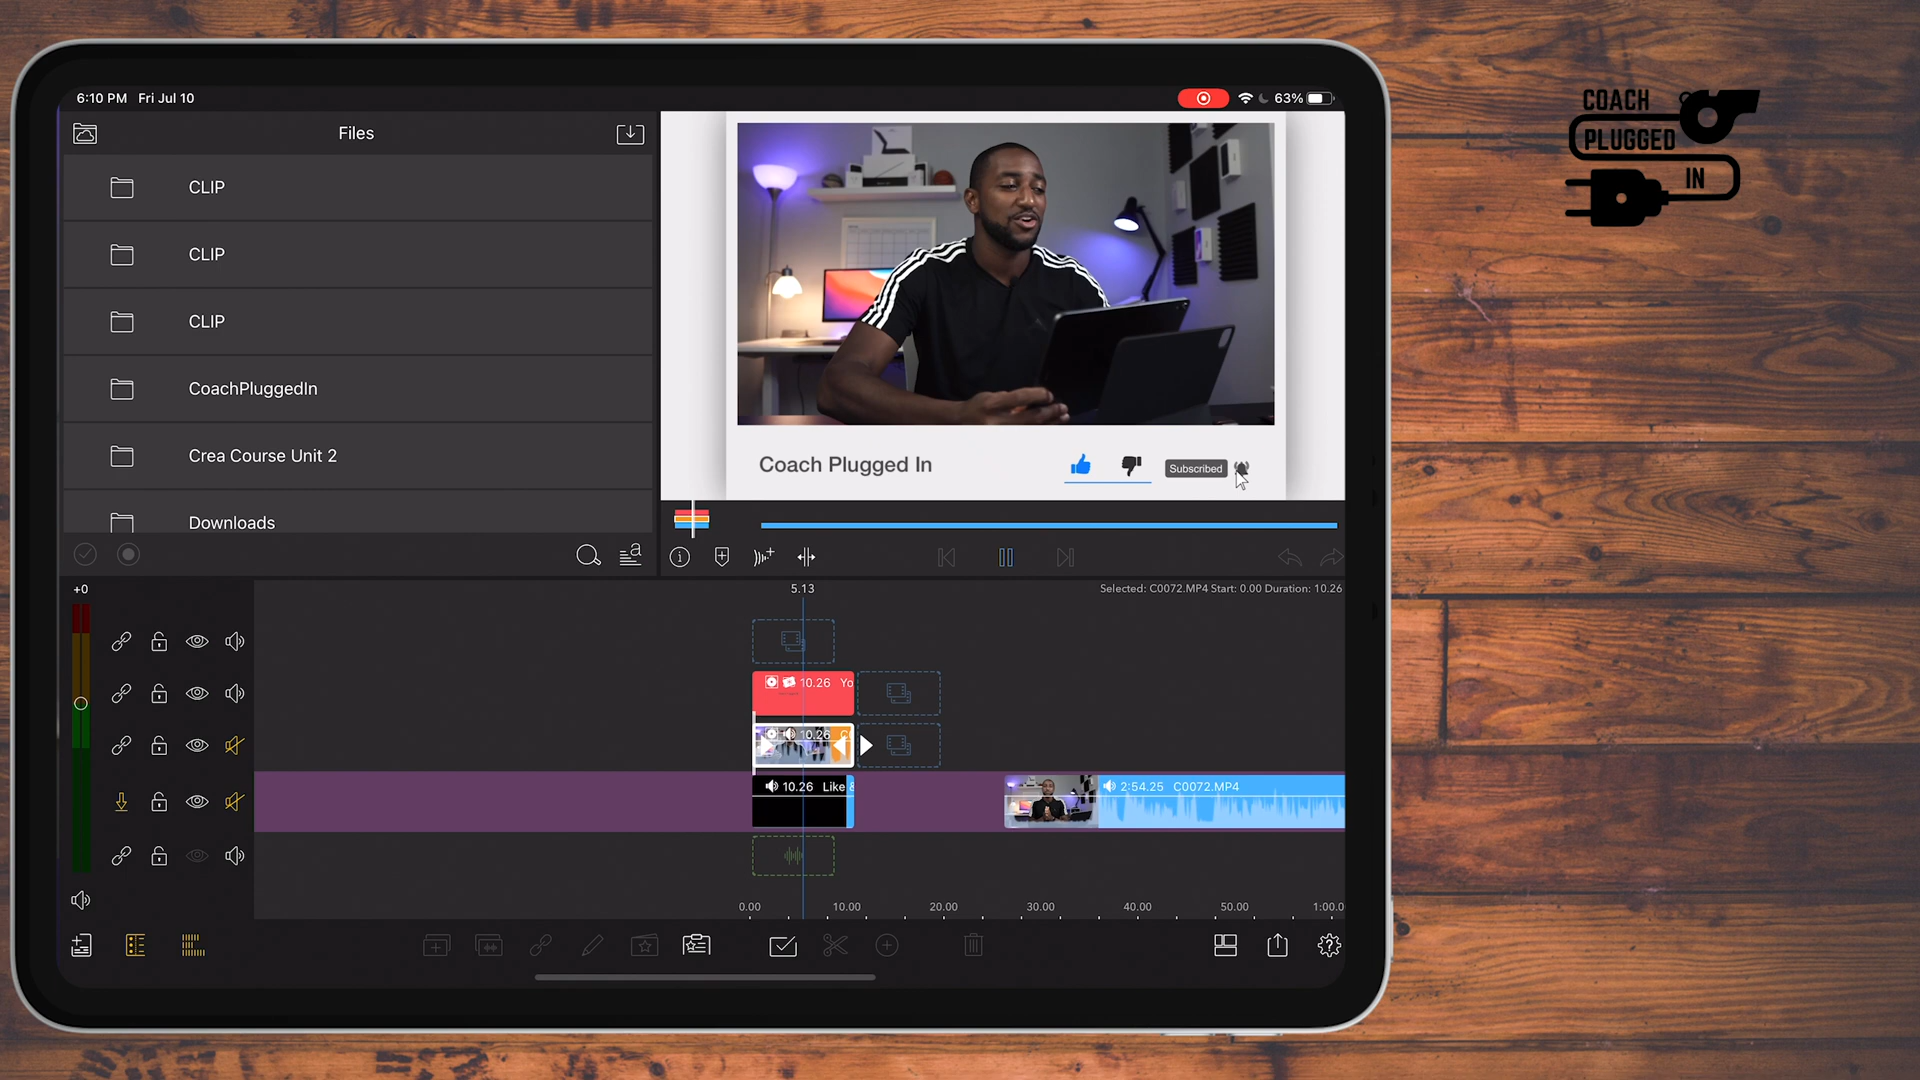 COACH
PLUGGED
IN
6:10 PM Fri Jul 10
63%
Files
CLIP
CLIP
CLIP
CoachPluggedIn
Crea Course Unit 2
Downloads
Coach Plugged In
Subscribed
+0
5.13
Selected: C0072.MP4 Start: 0.00 Duration: 10.26
10.26 Yo
10.26
10.26 Like &
2:54.25 C0072.MP4
0.00 10.00 20.00 30.00 40.00 50.00 1:00.0